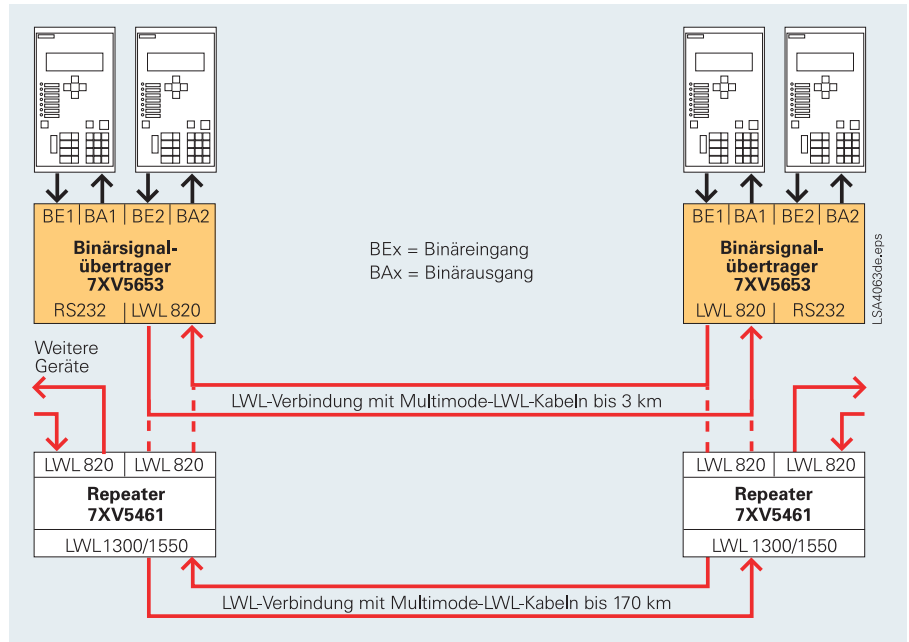 BE1 BA1 BE2 BA2
Binärsignal-
übertrager
7XV5653
RS232 LWL 820
BE1 BA1 BE2 BA2
Binärsignal-
übertrager
7XV5653
LWL 820 RS232
BEx = Binäreingang
BAx = Binärausgang
LSA4063de.eps
Weitere
Geräte
LWL-Verbindung mit Multimode-LWL-Kabeln bis 3 km
LWL 820 LWL 820
Repeater
7XV5461
LWL 1300/1550
LWL 820 LWL 820
Repeater
7XV5461
LWL 1300/1550
LWL-Verbindung mit Multimode-LWL-Kabeln bis 170 km